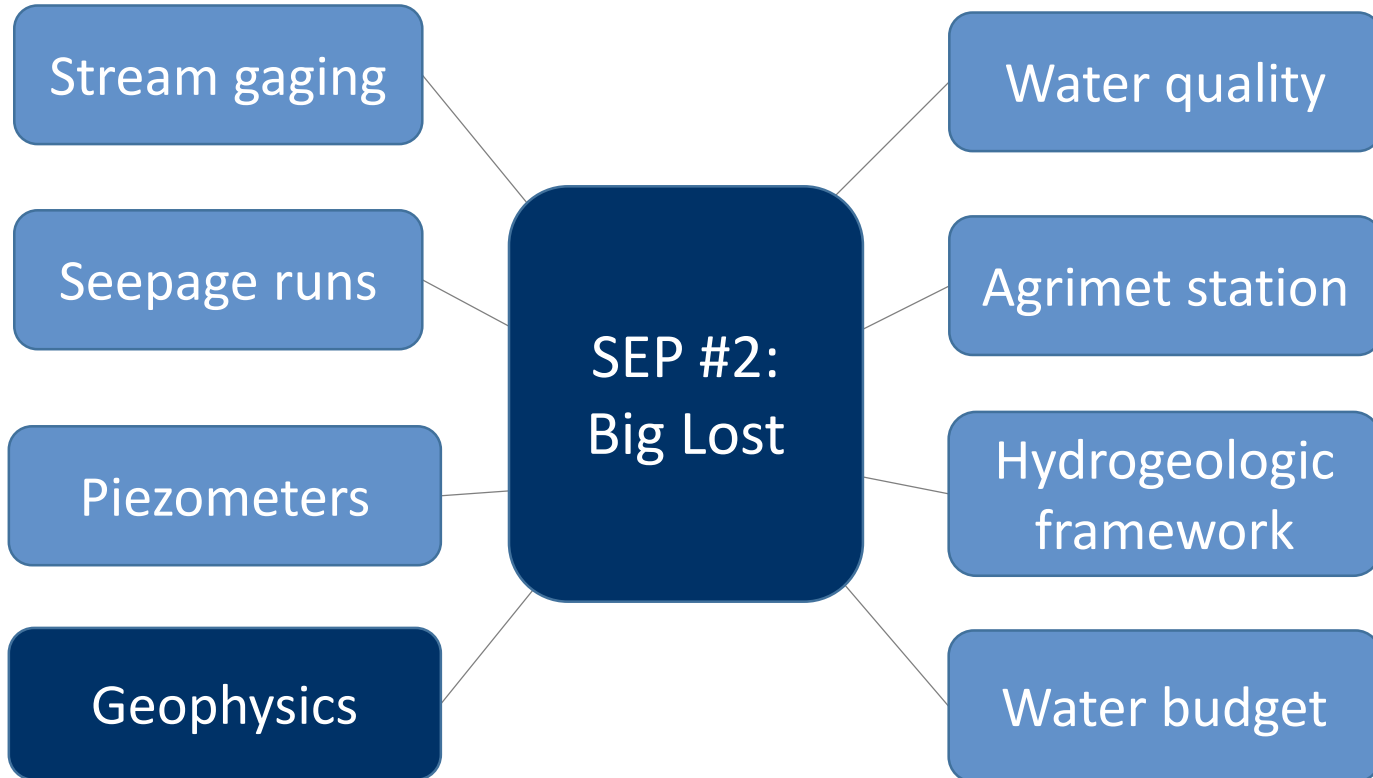 Stream gaging
Seepage runs
Piezometers
Geophysics
SEP #2:
Big Lost
Water quality
Agrimet station
Hydrogeologic
framework
Water budget